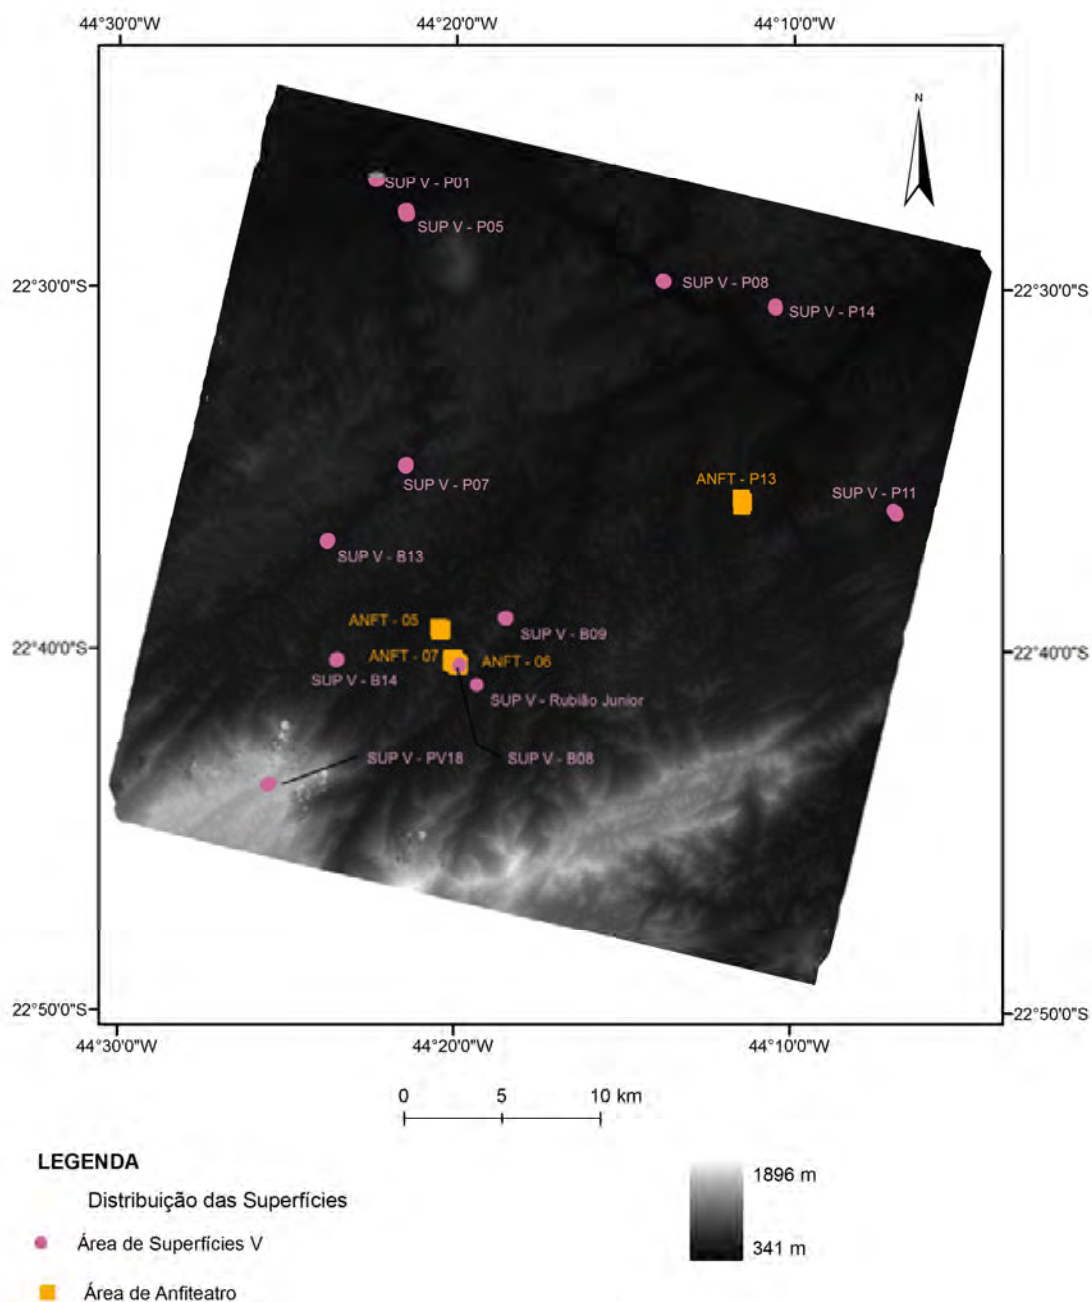 44°30'0"W
44°20'0"W
44°10'0"W
N
SUP V - P01
SUP V - P05
22°30'0"S
SUP V - P08
22°30'0"S
SUP V - P14
ANFT - P13
SUP V - P07
SUP V - P11
SUP V - B13
ANFT - 05
SUP V - B09
22°40'0"S
ANFT - 07
ANFT - 06
22°40'0"S
SUP V - B14
SUP V - Rubião Junior
SUP V - PV18
SUP V - B08
22°50'0"S
22°50'0"S
44°30'0"W
44°20'0"W
44°10'0"W
0 5 10 km
LEGENDA
Distribuição das Superfícies
Área de Superfícies V
Área de Anfiteatro
1896 m
341 m